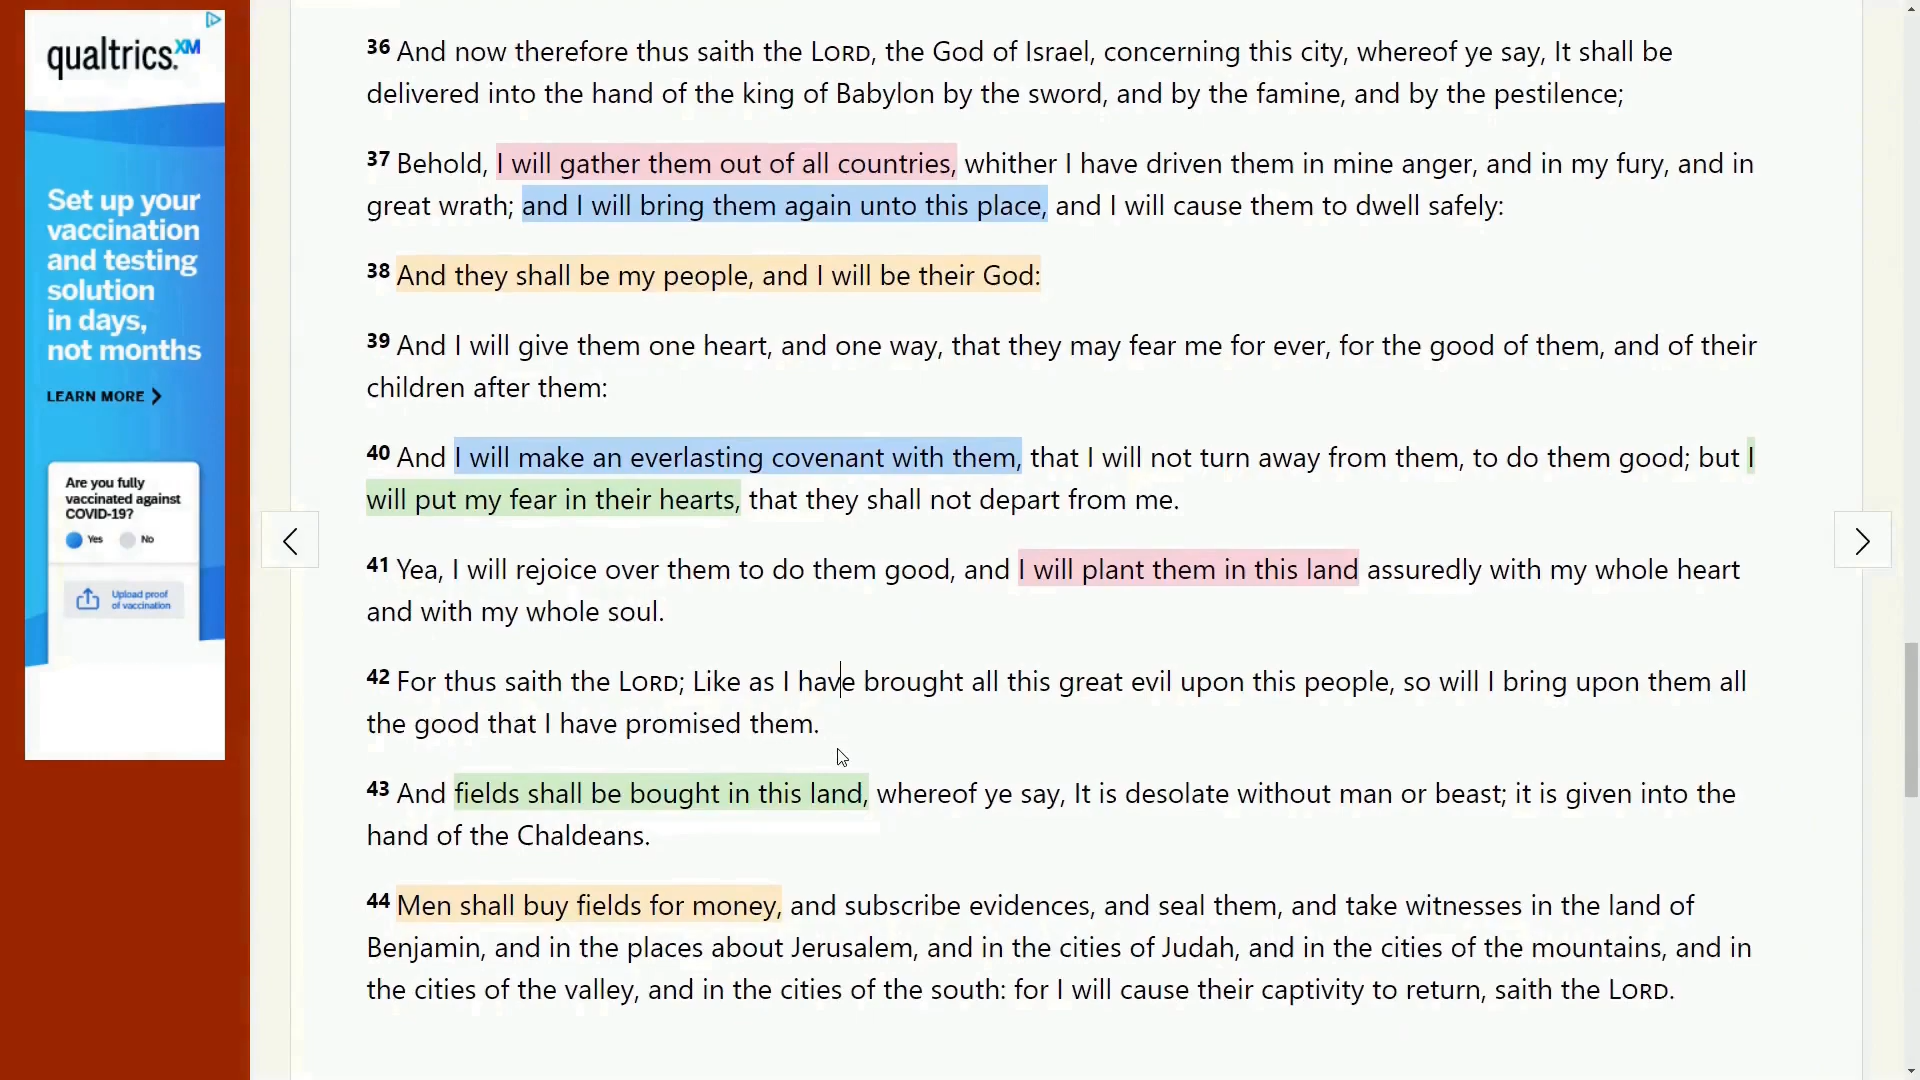 qualtrics.XM
Set up your
vaccination
and testing
solution
in days,
not months
LEARN MORE
Are you fully
vaccinated against
COVID-19?
Yes No
Upload proof
of vaccination
36 And now therefore thus saith the LORD, the God of Israel, concerning this city, whereof ye say, It shall be
delivered into the hand of the king of Babylon by the sword, and by the famine, and by the pestilence;
37 Behold, I will gather them out of all countries, whither I have driven them in mine anger, and in my fury, and in
great wrath; and I will bring them again unto this place, and I will cause them to dwell safely:
38 And they shall be my people, and I will be their God:
39 And I will give them one heart, and one way, that they may fear me for ever, for the good of them, and of their
children after them:
40 And I will make an everlasting covenant with them, that I will not turn away from them, to do them good; but I
will put my fear in their hearts, that they shall not depart from me.
41 Yea, I will rejoice over them to do them good, and I will plant them in this land assuredly with my whole heart
and with my whole soul.
42 For thus saith the LORD; Like as I have brought all this great evil upon this people, so will I bring upon them all
the good that I have promised them.
43 And fields shall be bought in this land, whereof ye say, It is desolate without man or beast; it is given into the
hand of the Chaldeans.
44 Men shall buy fields for money, and subscribe evidences, and seal them, and take witnesses in the land of
Benjamin, and in the places about Jerusalem, and in the cities of Judah, and in the cities of the mountains, and in
the cities of the valley, and in the cities of the south: for I will cause their captivity to return, saith the LORD.